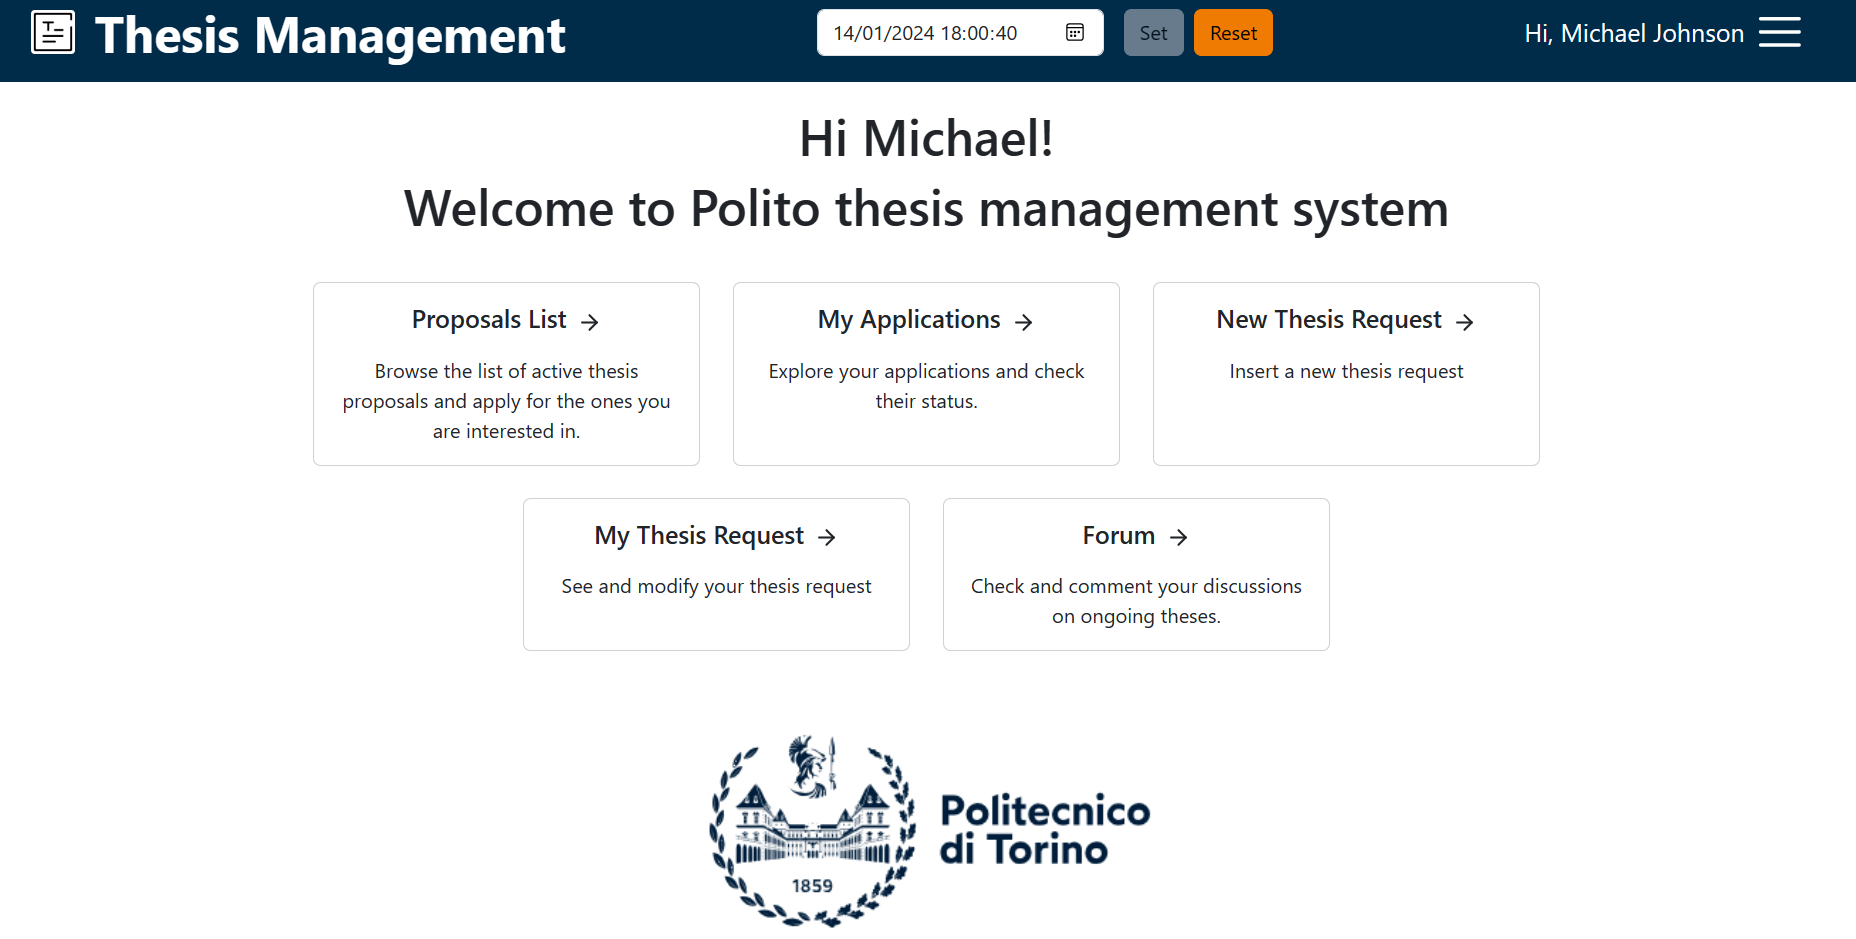 Thesis Management
14/01/2024 18:00:40
Set
Reset
Hi, Michael Johnson
Hi Michael!
Welcome to Polito thesis management system
Proposals List
Browse the list of active thesis
proposals and apply for the ones you
are interested in.
My Applications
Explore your applications and check
their status.
New Thesis Request
Insert a new thesis request
My Thesis Request
See and modify your thesis request
Forum
Check and comment your discussions
on ongoing theses.
Politecnico
di Torino
1859